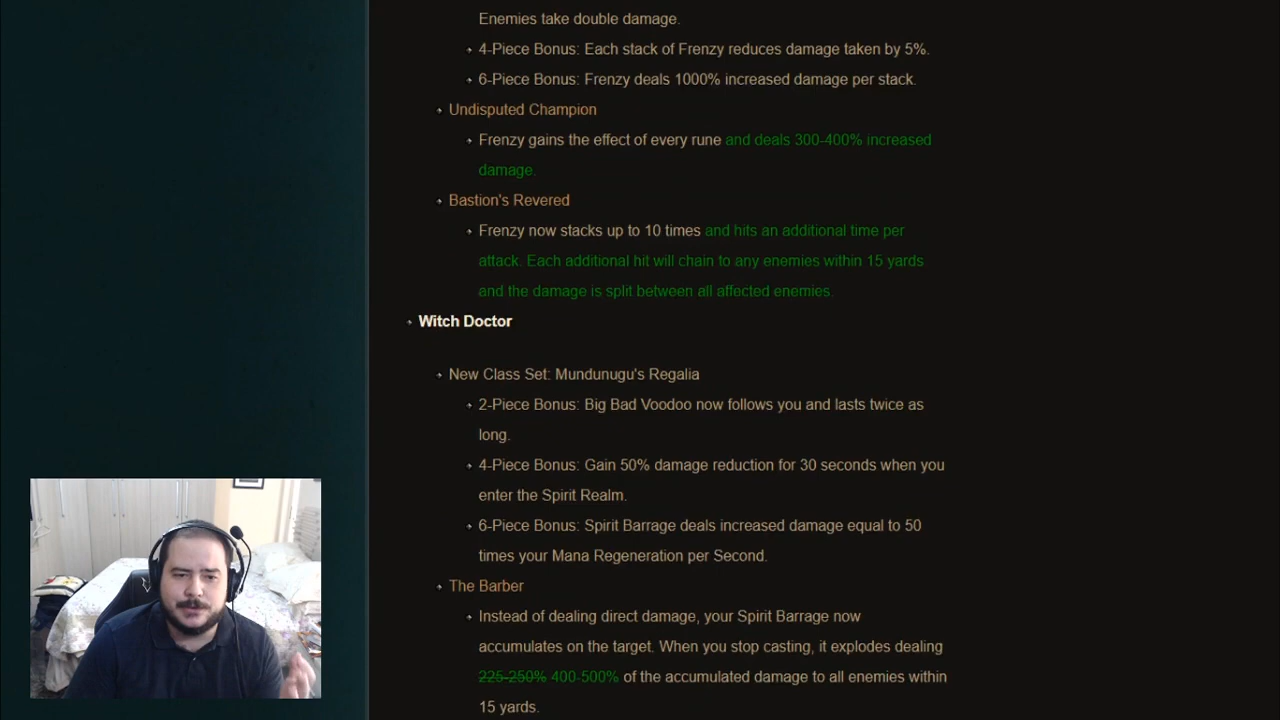 Enemies take double damage.
4-Piece Bonus: Each stack of Frenzy reduces damage taken by 5%.
6-Piece Bonus: Frenzy deals 1000% increased damage per stack.
Undisputed Champion
Frenzy gains the effect of every rune and deals 300-400% increased
damage.
Bastion's Revered
Frenzy now stacks up to 10 times and hits an additional time per
attack. Each additional hit will chain to any enemies within 15 yards
and the damage is split between all affected enemies.
Witch Doctor
New Class Set: Mundunugu's Regalia
2-Piece Bonus: Big Bad Voodoo now follows you and lasts twice as
long.
4-Piece Bonus: Gain 50% damage reduction for 30 seconds when you
enter the Spirit Realm.
6-Piece Bonus: Spirit Barrage deals increased damage equal to 50
times your Mana Regeneration per Second.
The Barber
Instead of dealing direct damage, your Spirit Barrage now
accumulates on the target. When you stop casting, it explodes dealing
225-250% 400-500% of the accumulated damage to all enemies within
15 yards.